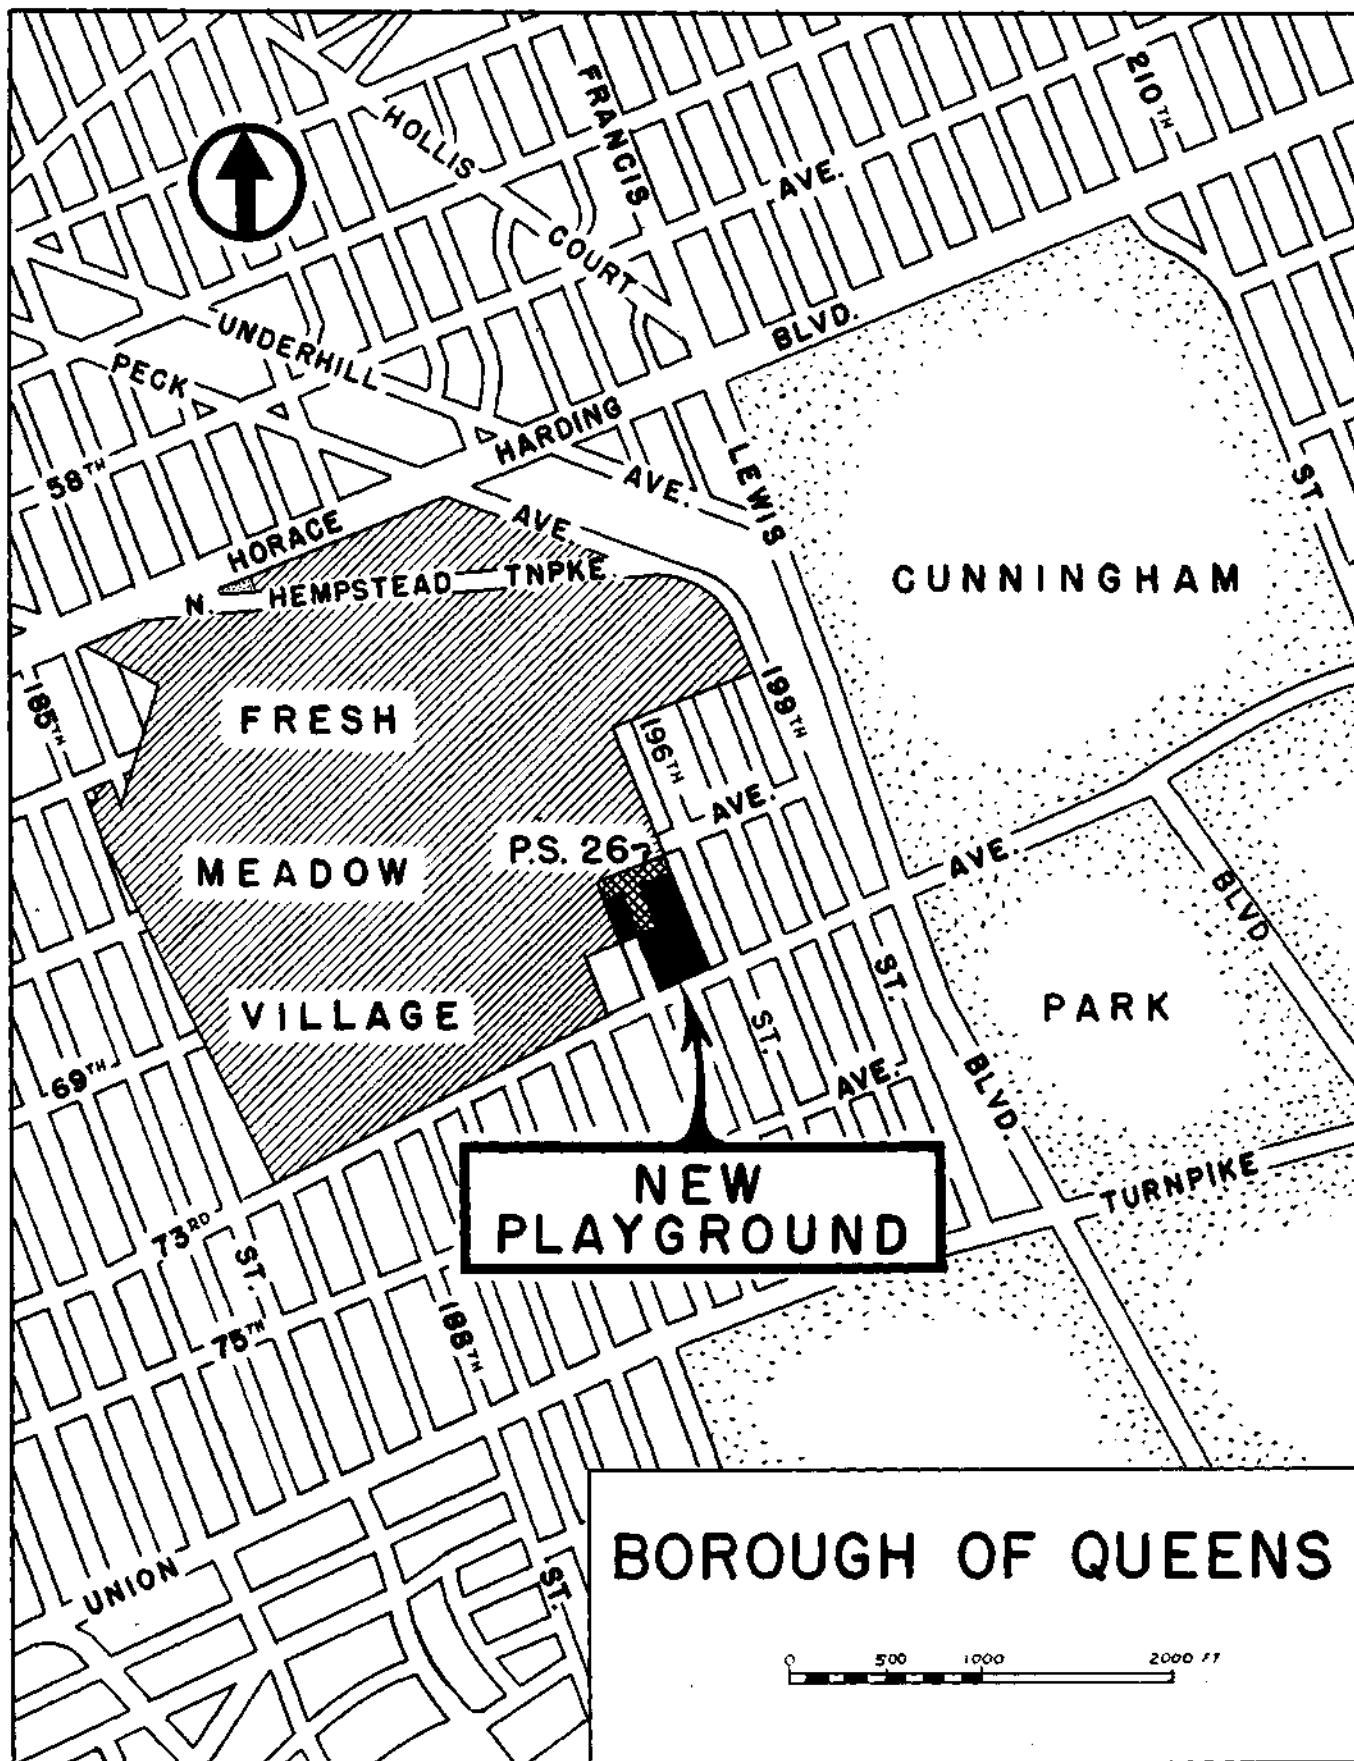 210TH
FRANCIS
HOLLIS
AVE.
COURT
UNDERHILL
BLVD.
PECK
HARDING
58TH
LEWIS
AVE.
AVE.
ST.
HORACE
CUNNINGHAM
N. HEMPSTEAD TNPKE.
185TH
FRESH
199TH
196TH
AVE.
P.S. 26
AVE.
MEADOW
BLVD.
ST.
PARK
VILLAGE
ST.
69TH
AVE.
BLVD.
NEW
PLAYGROUND
TURNPIKE
73RD
ST.
75TH
188TH
UNION
ST.
BOROUGH OF QUEENS
0 500 1000 2000 FT